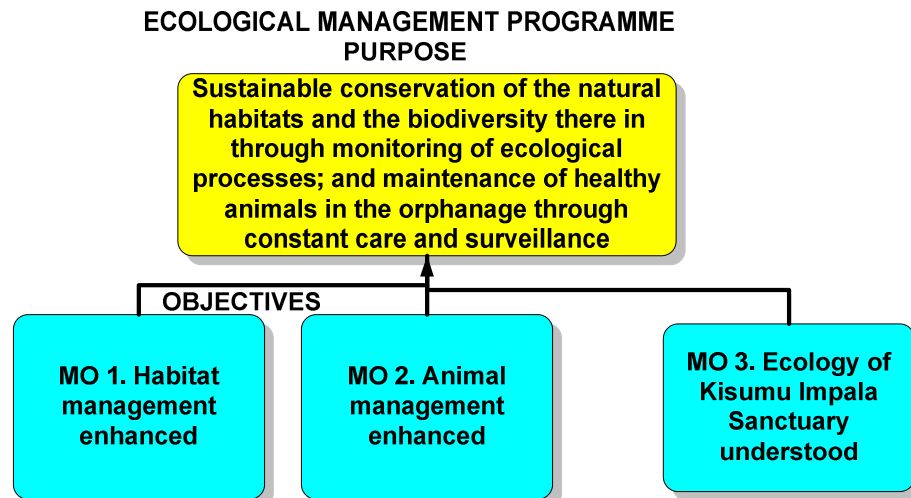 ECOLOGICAL MANAGEMENT PROGRAMME
PURPOSE
Sustainable conservation of the natural
habitats and the biodiversity there in
through monitoring of ecological
processes; and maintenance of healthy
animals in the orphanage through
constant care and surveillance
OBJECTIVES
MO 1. Habitat
management
enhanced
MO 2. Animal
management
enhanced
MO 3. Ecology of
Kisumu Impala
Sanctuary
understood